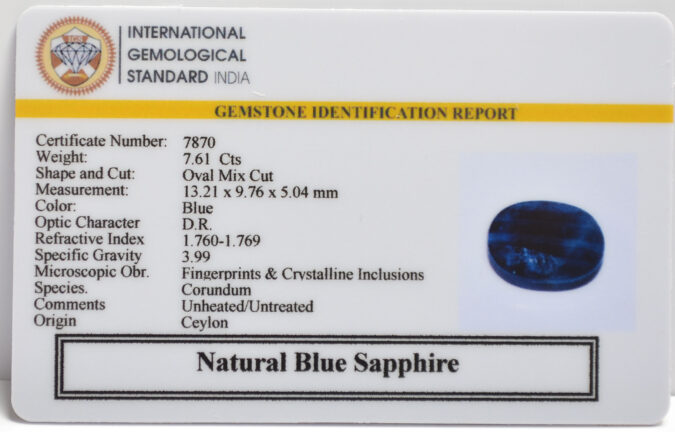 IGS
INTERNATIONAL
GEMOLOGICAL
STANDARD INDIA
GEMSTONE IDENTIFICATION REPORT
Certificate Number: 7870
Weight: 7.61 Cts
Shape and Cut: Oval Mix Cut
Measurement: 13.21 x 9.76 x 5.04 mm
Color: Blue
Optic Character D.R.
Refractive Index 1.760-1.769
Specific Gravity 3.99
Microscopic Obr. Fingerprints & Crystalline Inclusions
Species. Corundum
Comments Unheated/Untreated
Origin Ceylon
Natural Blue Sapphire